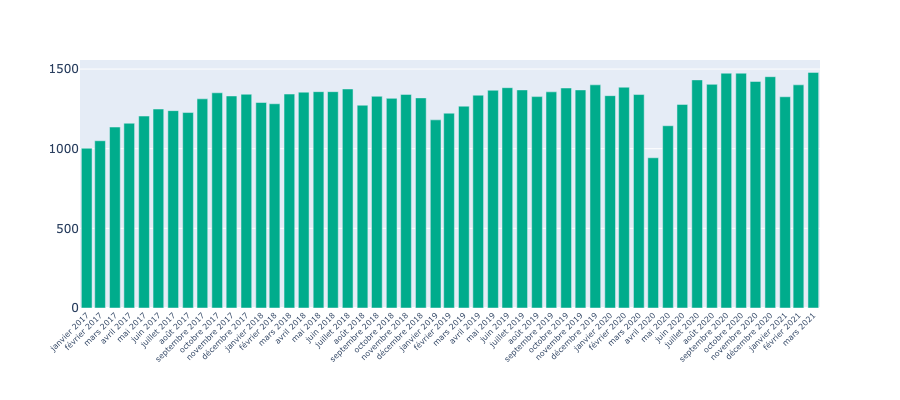 1500
1000
500
0
janvier 2017
février 2017
mars 2017
avril 2017
mai 2017
juin 2017
juillet 2017
août 2017
septembre 2017
octobre 2017
novembre 2017
décembre 2017
janvier 2018
février 2018
mars 2018
avril 2018
mai 2018
juin 2018
juillet 2018
août 2018
septembre 2018
octobre 2018
novembre 2018
décembre 2018
janvier 2019
février 2019
mars 2019
avril 2019
mai 2019
juin 2019
juillet 2019
août 2019
septembre 2019
octobre 2019
novembre 2019
décembre 2019
janvier 2020
février 2020
mars 2020
avril 2020
mai 2020
juin 2020
juillet 2020
août 2020
septembre 2020
octobre 2020
novembre 2020
décembre 2020
janvier 2021
février 2021
mars 2021